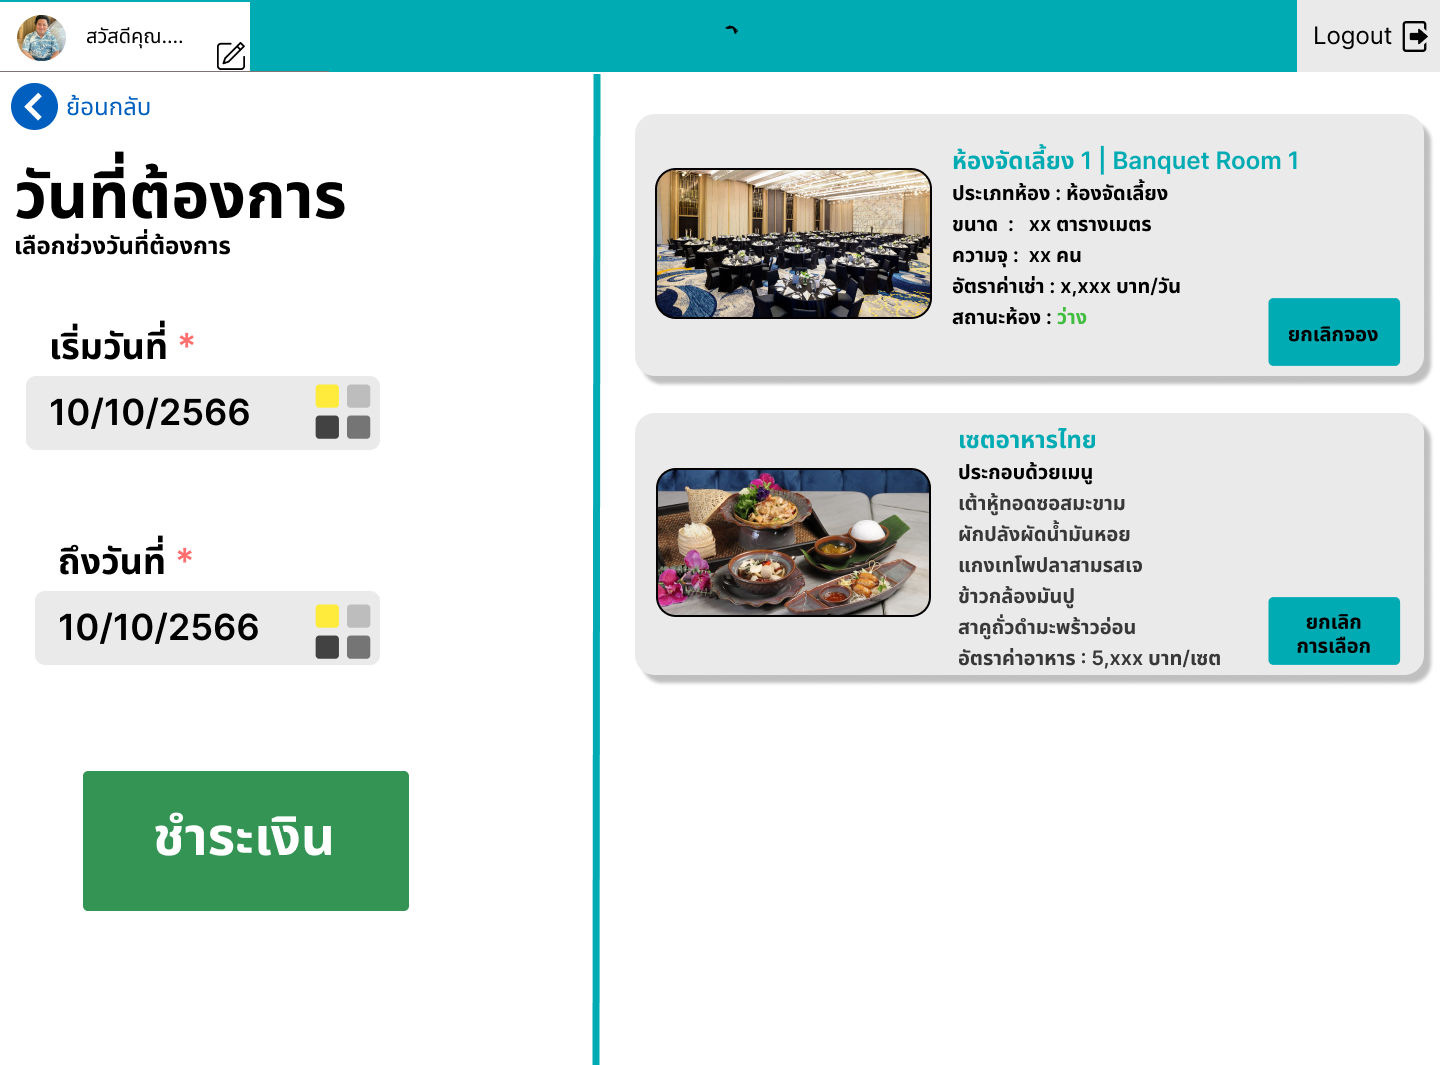 สวัสดีคุณ....
Logout
ย้อนกลับ
วันที่ต้องการ
เลือกช่วงวันที่ต้องการ
เริ่มวันที่ *
10/10/2566
ถึงวันที่ *
10/10/2566
ชำระเงิน
ห้องจัดเลี้ยง 1 | Banquet Room 1
ประเภทห้อง : ห้องจัดเลี้ยง
ขนาด : xx ตารางเมตร
ความจุ : xx คน
อัตราค่าเช่า : x,xxx บาท/วัน
สถานะห้อง : ว่าง
ยกเลิกจอง
เซตอาหารไทย
ประกอบด้วยเมนู
เต้าหู้ทอดซอสมะขาม
ผักปลังผัดน้ำมันหอย
แกงเทโพปลาสามรสเจ
ข้าวกล้องมันปู
สาคูถั่วดำมะพร้าวอ่อน
อัตราค่าอาหาร : 5,xxx บาท/เซต
ยกเลิก
การเลือก